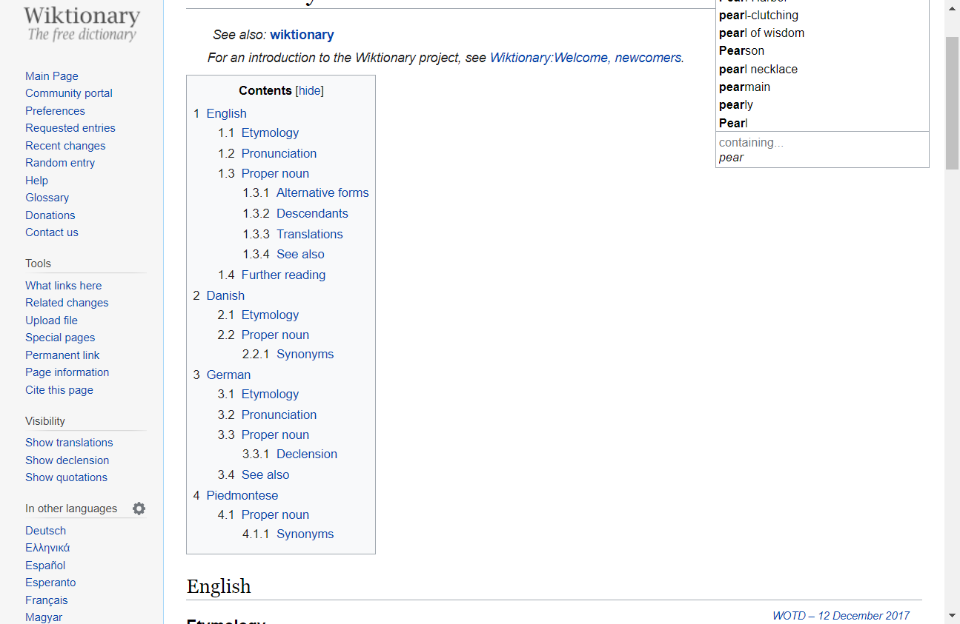 Wiktionary
The free dictionary
Main Page
Community portal
Preferences
Requested entries
Recent changes
Random entry
Help
Glossary
Donations
Contact us
Tools
What links here
Related changes
Upload file
Special pages
Permanent link
Page information
Cite this page
Visibility
Show translations
Show declension
Show quotations
In other languages
Deutsch
Ελληνικά
Español
Esperanto
Français
Magyar
See also: wiktionary
For an introduction to the Wiktionary project, see Wiktionary:Welcome, newcomers.
Contents [hide]
1 English
1.1 Etymology
1.2 Pronunciation
1.3 Proper noun
1.3.1 Alternative forms
1.3.2 Descendants
1.3.3 Translations
1.3.4 See also
1.4 Further reading
2 Danish
2.1 Etymology
2.2 Proper noun
2.2.1 Synonyms
3 German
3.1 Etymology
3.2 Pronunciation
3.3 Proper noun
3.3.1 Declension
3.4 See also
4 Piedmontese
4.1 Proper noun
4.1.1 Synonyms
English
WOTD – 12 December 2017
Etymology
pearl-clutching
pearl of wisdom
Pearson
pearl necklace
pearmain
pearly
Pearl
containing...
pear